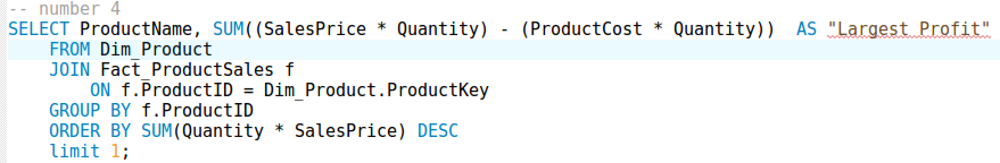 -- number 4
SELECT ProductName, SUM((SalesPrice * Quantity) - (ProductCost * Quantity))  AS "Largest Profit"
    FROM Dim_Product
    JOIN Fact_ProductSales f
        ON f.ProductID = Dim_Product.ProductKey
    GROUP BY f.ProductID
    ORDER BY SUM(Quantity * SalesPrice) DESC
    limit 1;